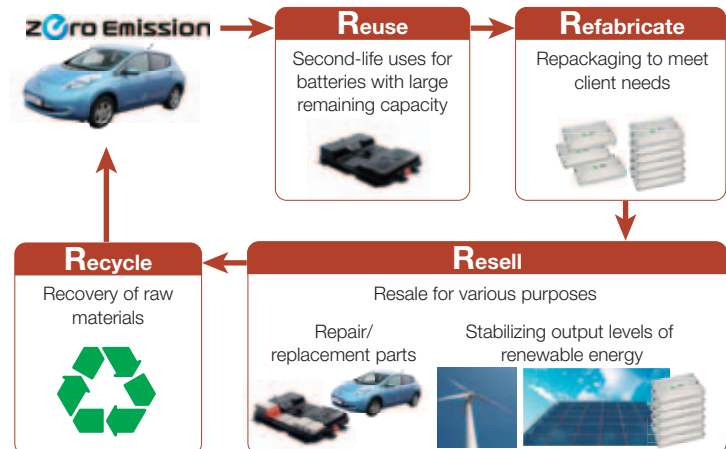 Zero Emission
Reuse
Second-life uses for
batteries with large
remaining capacity
Refabricate
Repackaging to meet
client needs
Recycle
Recovery of raw
materials
Resell
Resale for various purposes
Repair/
replacement parts
Stabilizing output levels of
renewable energy